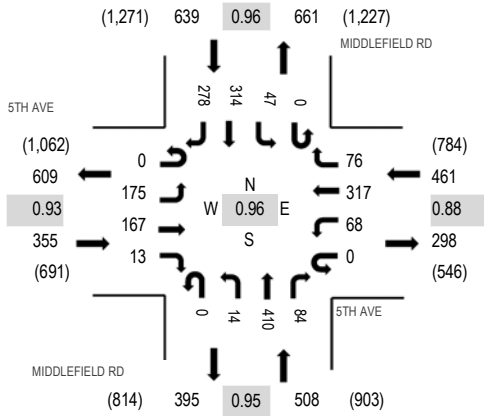 (1,271) 639 0.96 661 (1,227)
MIDDLEFIELD RD
278 314 47 0
5TH AVE
(1,062)
609
0.93
355
(691)
0
175
167
13
N
W 0.96 E
S
76
317
68
0
(784)
461
0.88
298
(546)
0 14 410 84
5TH AVE
MIDDLEFIELD RD
(814) 395 0.95 508 (903)